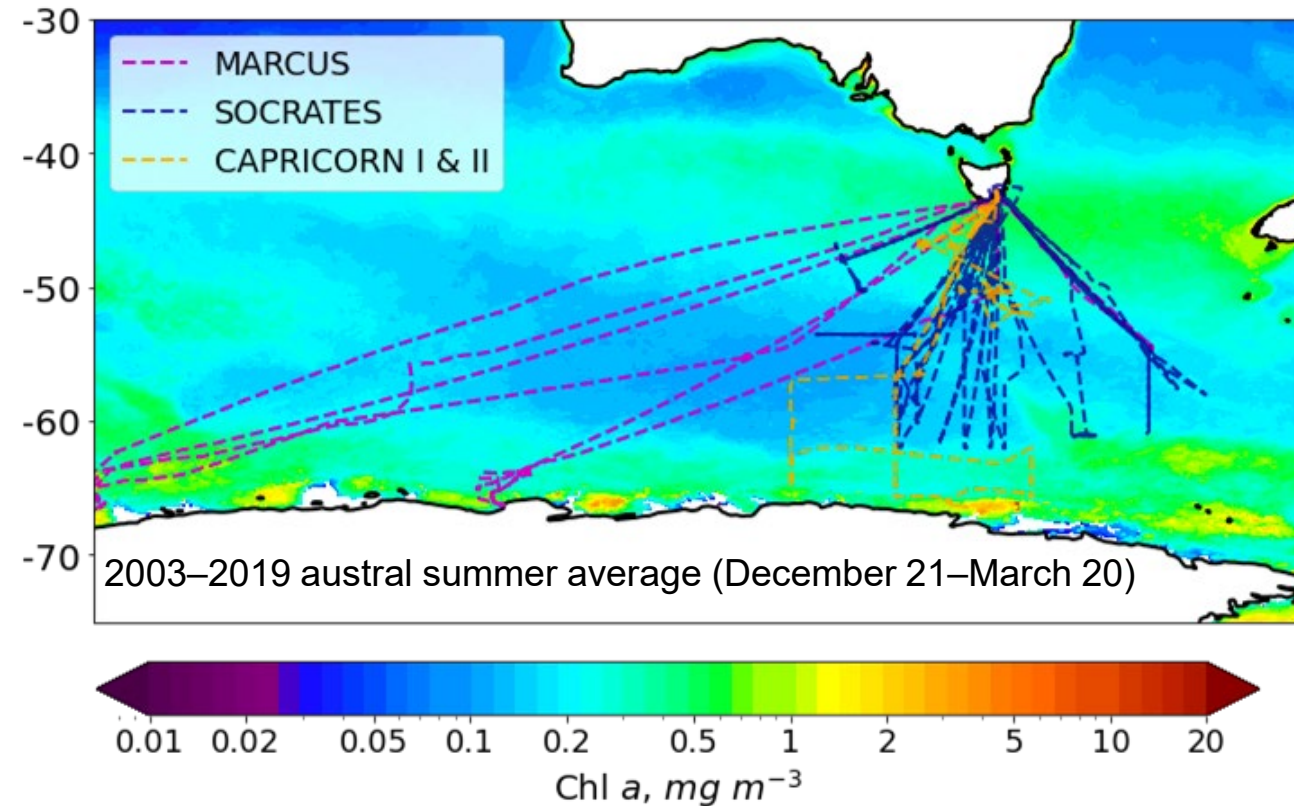 -30
MARCUS
SOCRATES
CAPRICORN I & II
-40
-50
-60
-70
2003–2019 austral summer average (December 21–March 20)
0.01 0.02 0.05 0.1 0.2 0.5 1 2 5 10 20
Chl a, mg m⁻³